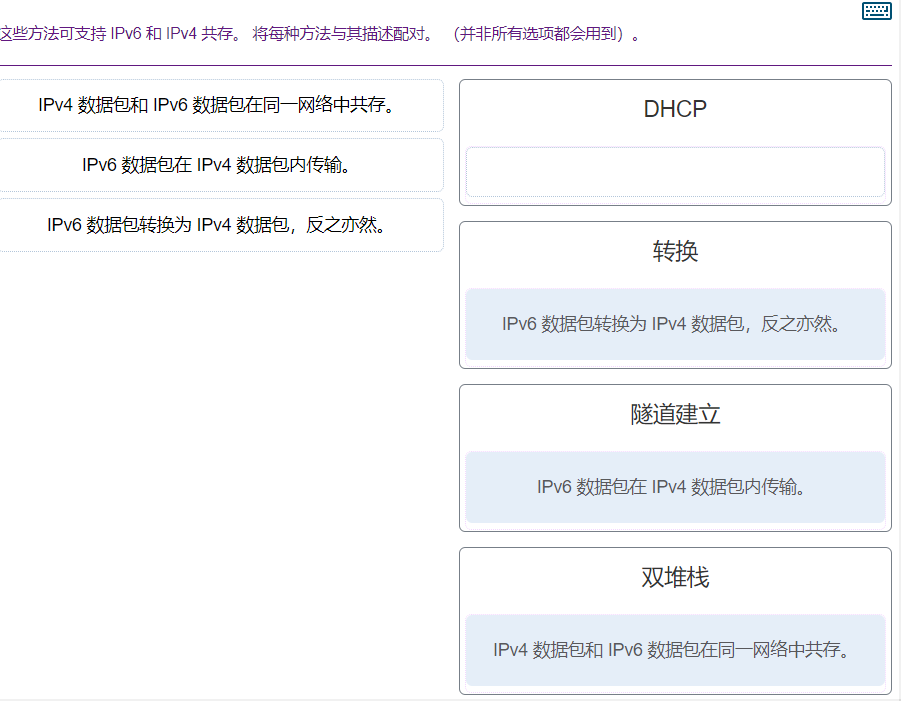 这些方法可支持 IPv6 和 IPv4 共存。 将每种方法与其描述配对。 （并非所有选项都会用到）。
IPv4 数据包和 IPv6 数据包在同一网络中共存。
IPv6 数据包在 IPv4 数据包内传输。
IPv6 数据包转换为 IPv4 数据包，反之亦然。
DHCP
转换
IPv6 数据包转换为 IPv4 数据包，反之亦然。
隧道建立
IPv6 数据包在 IPv4 数据包内传输。
双堆栈
IPv4 数据包和 IPv6 数据包在同一网络中共存。